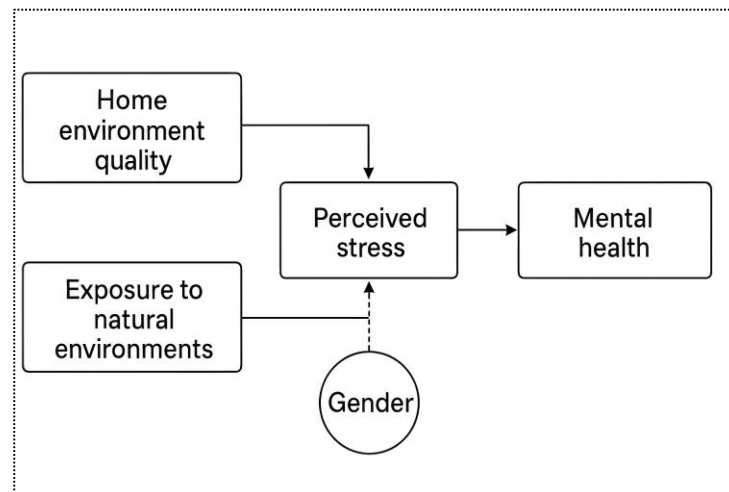 Home
environment
quality
Perceived
stress
Mental
health
Exposure to
natural
environments
Gender